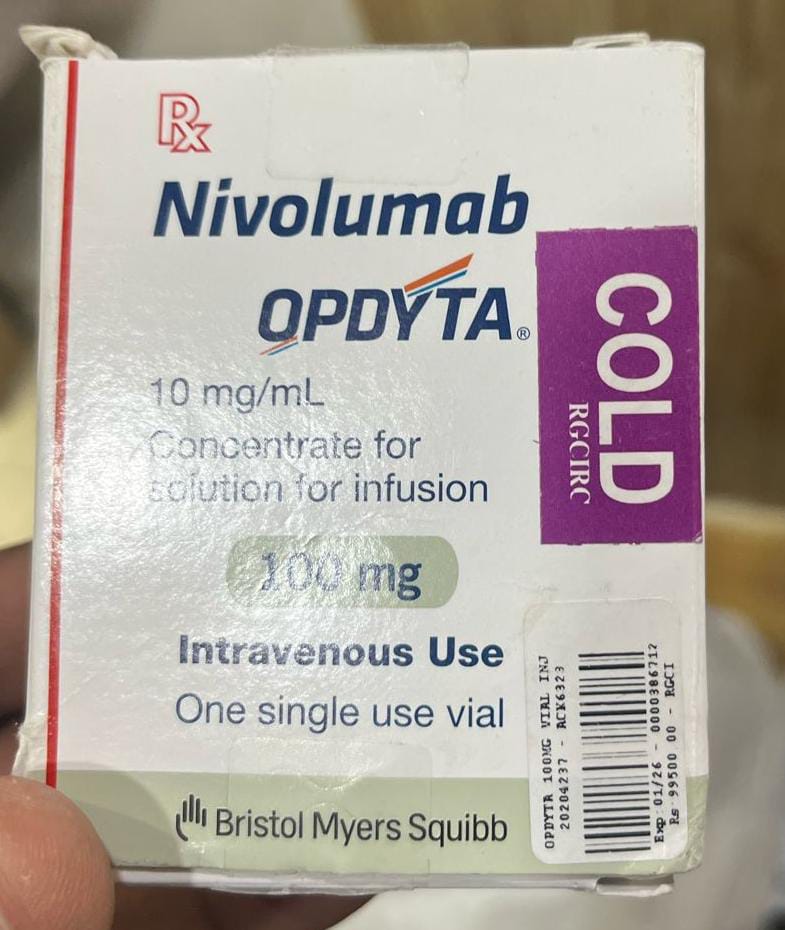 Rx
Nivolumab
OPDYTA®
10 mg/mL
Concentrate for
solution for infusion
100 mg
Intravenous Use
One single use vial
Bristol Myers Squibb
COLD
RGCIRC
OPDYTA 100MG VIAL INJ
20204237 - ACK6323
Exp:01/26 - 0000386712
Rs 99500.00 - RGCI